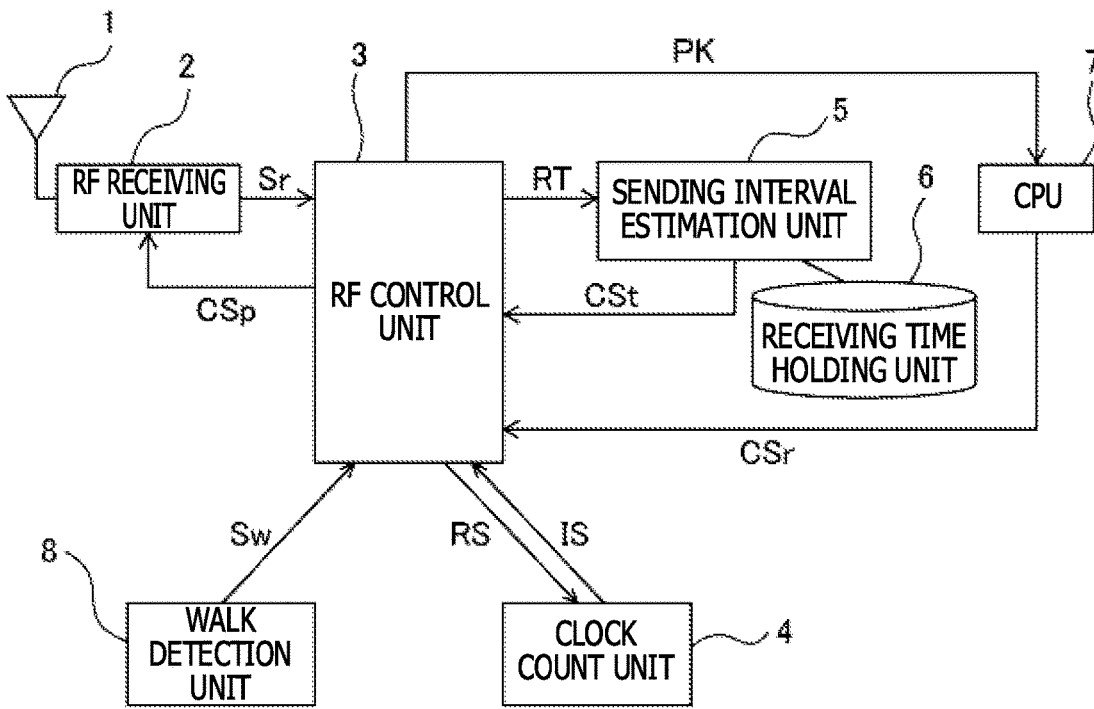 1
2
3
PK
7
5
RF RECEIVING
UNIT
Sr
RT
SENDING INTERVAL
ESTIMATION UNIT
6
CPU
CSp
RF CONTROL
UNIT
CSt
RECEIVING TIME
HOLDING UNIT
CSr
Sw
RS
IS
8
WALK
DETECTION
UNIT
CLOCK
COUNT UNIT
4